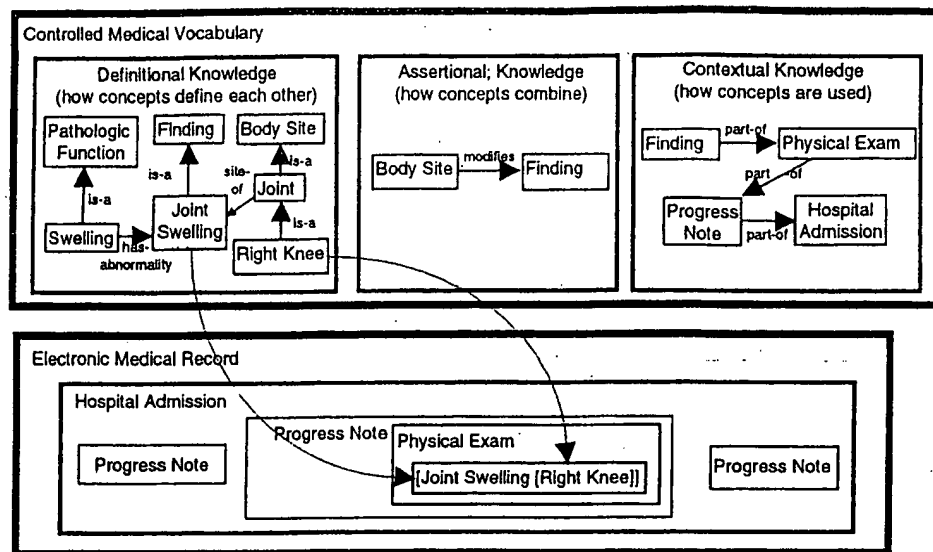 Controlled Medical Vocabulary
Definitional Knowledge
(how concepts define each other)
Pathologic
Function
Finding
Body Site
is-a
is-a
is-a
site-
of
Joint
Joint
Swelling
is-a
Swelling
has-
abnormality
Right Knee
Assertional; Knowledge
(how concepts combine)
Body Site
modifies
Finding
Contextual Knowledge
(how concepts are used)
Finding
part-of
Physical Exam
part -of
Progress
Note
part-of
Hospital
Admission
Electronic Medical Record
Hospital Admission
Progress Note
Progress Note
Physical Exam
[Joint Swelling [Right Knee]]
Progress Note